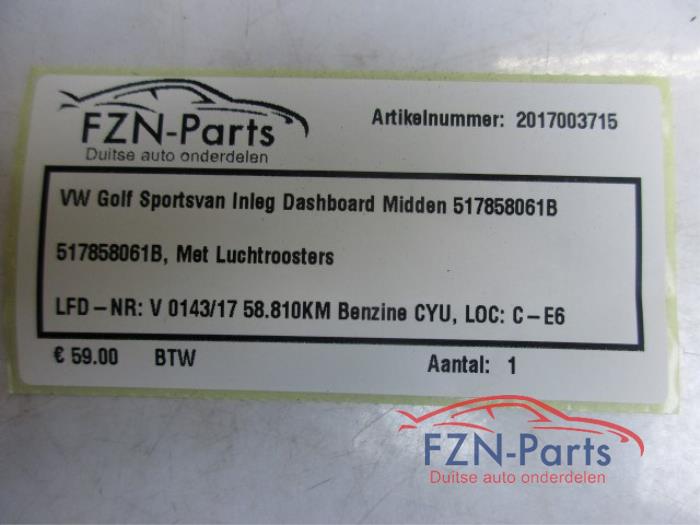 FZN-Parts
Duitse auto onderdelen
Artikelnummer: 2017003715
VW Golf Sportsvan Inleg Dashboard Midden 517858061B
517858061B, Met Luchtroosters
LFD-NR: V 0143/17 58.810KM Benzine CYU, LOC: C-E6
€ 59.00 BTW Aantal: 1
FZN-Parts
Duitse auto onderdelen